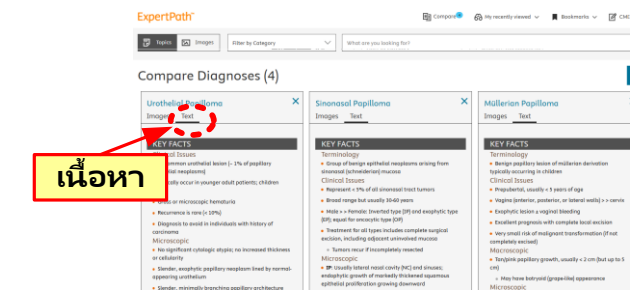 ExpertPath
Compare
My recently viewed
Bookmarks
CME
Topics
Images
Filter by Category
What are you looking for?
Compare Diagnoses (4)
Urothelial Papilloma
Images Text
KEY FACTS
Clinical Issues
common urothelial lesion (~ 1% of papillary
neoplasms)
occur in younger adult patients; children
or microscopic hematuria
Recurrence is rare (< 10%)
Diagnosis to avoid in individuals with history of
carcinoma
Microscopic
No significant cytologic atypia; no increased thickness
or cellularity
Slender, exophytic papillary neoplasm lined by normal-
appearing urothelium
Slender, minimally branching papillary architecture
เนื้อหา
Sinonasal Papilloma
Images Text
KEY FACTS
Terminology
Group of benign epithelial neoplasms arising from
sinonasal (schneiderian) mucosa
Clinical Issues
Represent < 5% of all sinonasal tract tumors
Broad range but usually 30-60 years
Male > = Female: Inverted type (IP) and exophytic type
(EP); equal for oncocytic type (OP)
Treatment for all types includes complete surgical
excision, including adjacent uninvolved mucosa
Tumors recur if incompletely resected
Microscopic
IP: Usually lateral nasal cavity (NC) and sinuses;
endophytic growth of markedly thickened squamous
epithelial proliferation growing downward
Müllerian Papilloma
Images Text
KEY FACTS
Terminology
Benign papillary lesion of müllerian derivation
typically occurring in children
Clinical Issues
Prepubertal, usually < 5 years of age
Vagina (anterior, posterior, or lateral walls) > > cervix
Exophytic lesion ± vaginal bleeding
Excellent prognosis with complete local excision
Very small risk of malignant transformation (if not
completely excised)
Macroscopic
Tan/pink papillary growth, usually < 2 cm (but up to 5
cm)
May have botryoid (grape-like) appearance
Microscopic